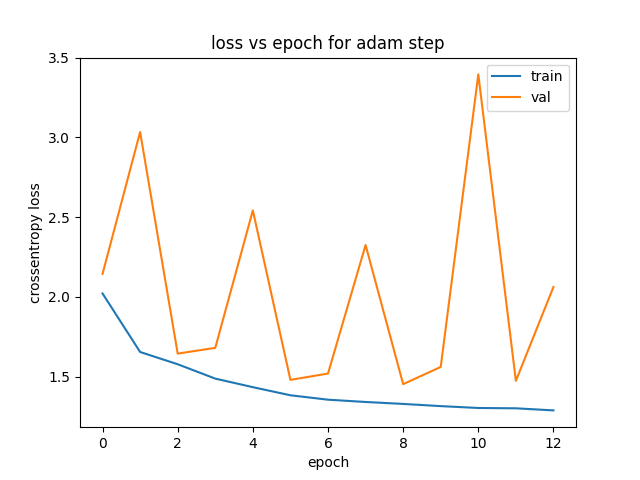 loss vs epoch for adam step
3.5
3.0
2.5
2.0
1.5
crossentropy loss
train
val
0 2 4 6 8 10 12
epoch